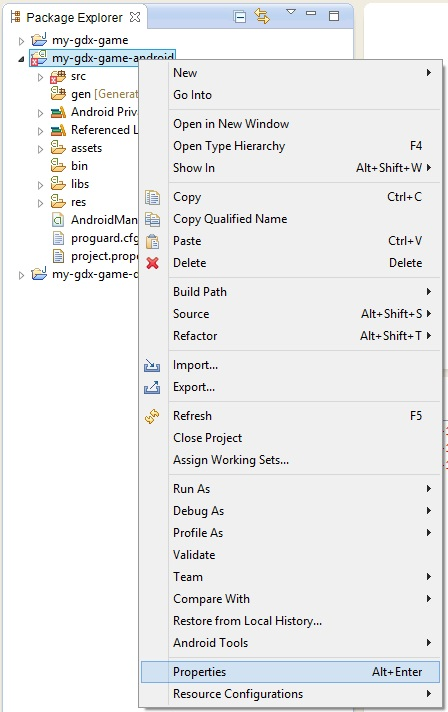 Package Explorer
my-gdx-game
my-gdx-game-android
src
gen [Generat
Android Priva
Referenced L
assets
bin
libs
res
AndroidMan
proguard.cfg
project.prope
my-gdx-game-d
New
Go Into
Open in New Window
Open Type Hierarchy F4
Show In Alt+Shift+W
Copy Ctrl+C
Copy Qualified Name
Paste Ctrl+V
Delete Delete
Build Path
Source Alt+Shift+S
Refactor Alt+Shift+T
Import...
Export...
Refresh F5
Close Project
Assign Working Sets...
Run As
Debug As
Profile As
Validate
Team
Compare With
Restore from Local History...
Android Tools
Properties Alt+Enter
Resource Configurations